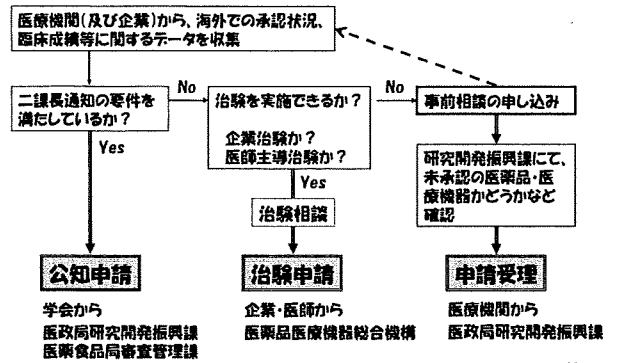 医療機関(及び企業)から、海外での承認状況、
臨床成績等に関するデータを収集
二課長通知の要件を
満たしているか?
No
治験を実施できるか?
企業治験か?
医師主導治験か?
No
事前相談の申し込み
Yes
Yes
治験相談
研究開発振興課にて、
未承認の医薬品・医
療機器かどうかなど
確認
公知申請
治験申請
申請受理
学会から
医政局研究開発振興課
医薬食品局審査管理課
企業・医師から
医薬品医療機器総合機構
医療機関から
医政局研究開発振興課